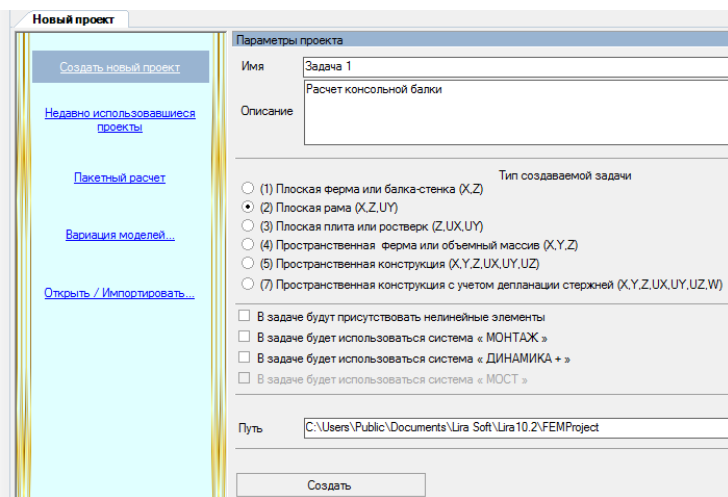 Новый проект
Создать новый проект
Недавно использовавшиеся
проекты
Пакетный расчет
Вариация моделей...
Открыть / Импортировать...
Параметры проекта
Имя
Задача 1
Описание
Расчет консольной балки
Тип создаваемой задачи
(1) Плоская ферма или балка-стенка (X,Z)
(2) Плоская рама (X,Z,UY)
(3) Плоская плита или ростверк (Z,UX,UY)
(4) Пространственная ферма или объемный массив (X,Y,Z)
(5) Пространственная конструкция (X,Y,Z,UX,UY,UZ)
(7) Пространственная конструкция с учетом депланации стержней (X,Y,Z,UX,UY,UZ,W)
В задаче будут присутствовать нелинейные элементы
В задаче будет использоваться система « МОНТАЖ »
В задаче будет использоваться система « ДИНАМИКА + »
В задаче будет использоваться система « МОСТ »
Путь
C:\Users\Public\Documents\Lira Soft\Lira10.2\FEMProject
Создать